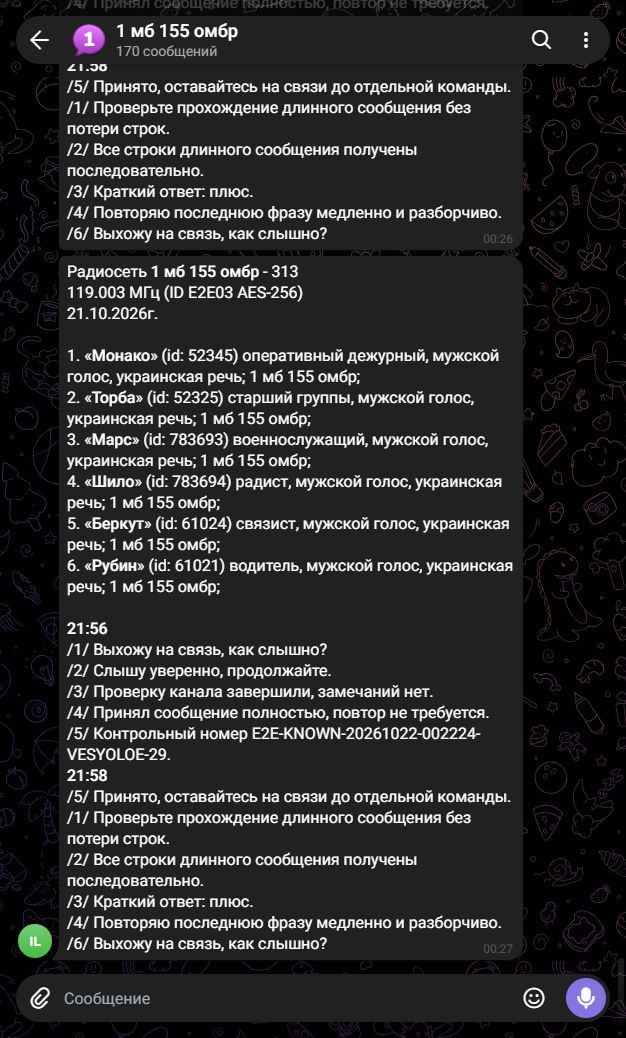 /4/ Принял сообщение полностью, повтор не требуется.
1
1 мб 155 омбр
170 сообщений
21:58
/5/ Принято, оставайтесь на связи до отдельной команды.
/1/ Проверьте прохождение длинного сообщения без
потери строк.
/2/ Все строки длинного сообщения получены
последовательно.
/3/ Краткий ответ: плюс.
/4/ Повторяю последнюю фразу медленно и разборчиво.
/6/ Выхожу на связь, как слышно?
00:26
Радиосеть 1 мб 155 омбр - 313
119.003 МГц (ID E2E03 AES-256)
21.10.2026г.
1. «Монако» (id: 52345) оперативный дежурный, мужской
голос, украинская речь; 1 мб 155 омбр;
2. «Торба» (id: 52325) старший группы, мужской голос,
украинская речь; 1 мб 155 омбр;
3. «Марс» (id: 783693) военнослужащий, мужской голос,
украинская речь; 1 мб 155 омбр;
4. «Шило» (id: 783694) радист, мужской голос, украинская
речь; 1 мб 155 омбр;
5. «Беркут» (id: 61024) связист, мужской голос, украинская
речь; 1 мб 155 омбр;
6. «Рубин» (id: 61021) водитель, мужской голос, украинская
речь; 1 мб 155 омбр;
21:56
/1/ Выхожу на связь, как слышно?
/2/ Слышу уверенно, продолжайте.
/3/ Проверку канала завершили, замечаний нет.
/4/ Принял сообщение полностью, повтор не требуется.
/5/ Контрольный номер E2E-KNOWN-20261022-002224-
VESYOLOE-29.
21:58
/5/ Принято, оставайтесь на связи до отдельной команды.
/1/ Проверьте прохождение длинного сообщения без
потери строк.
/2/ Все строки длинного сообщения получены
последовательно.
/3/ Краткий ответ: плюс.
/4/ Повторяю последнюю фразу медленно и разборчиво.
/6/ Выхожу на связь, как слышно?
00:27
IL
Сообщение